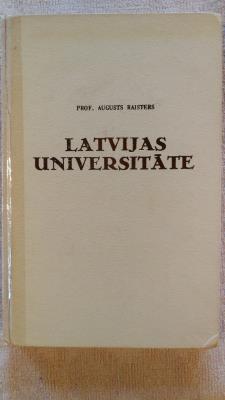 PROF. AUGUSTS RAISTERS
LATVIJAS
UNIVERSITĀTE